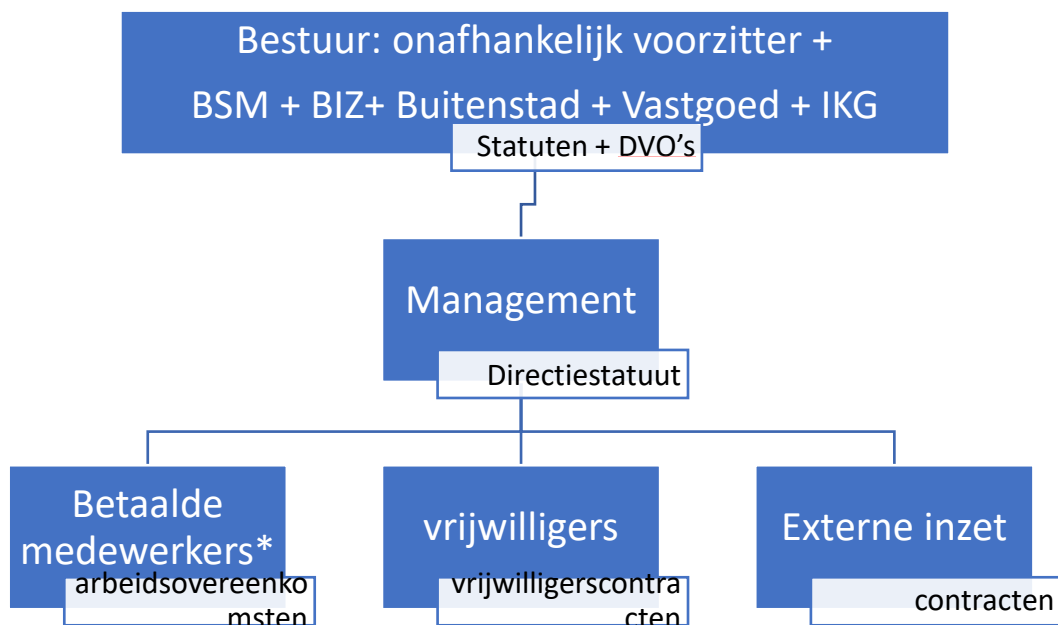 Bestuur: onafhankelijk voorzitter +
BSM + BIZ+ Buitenstad + Vastgoed + IKG
Statuten + DVO's
Management
Directiestatuut
Betaalde
medewerkers*
arbeidsovereenko
msten
vrijwilligers
vrijwilligerscontra
cten
Externe inzet
contracten